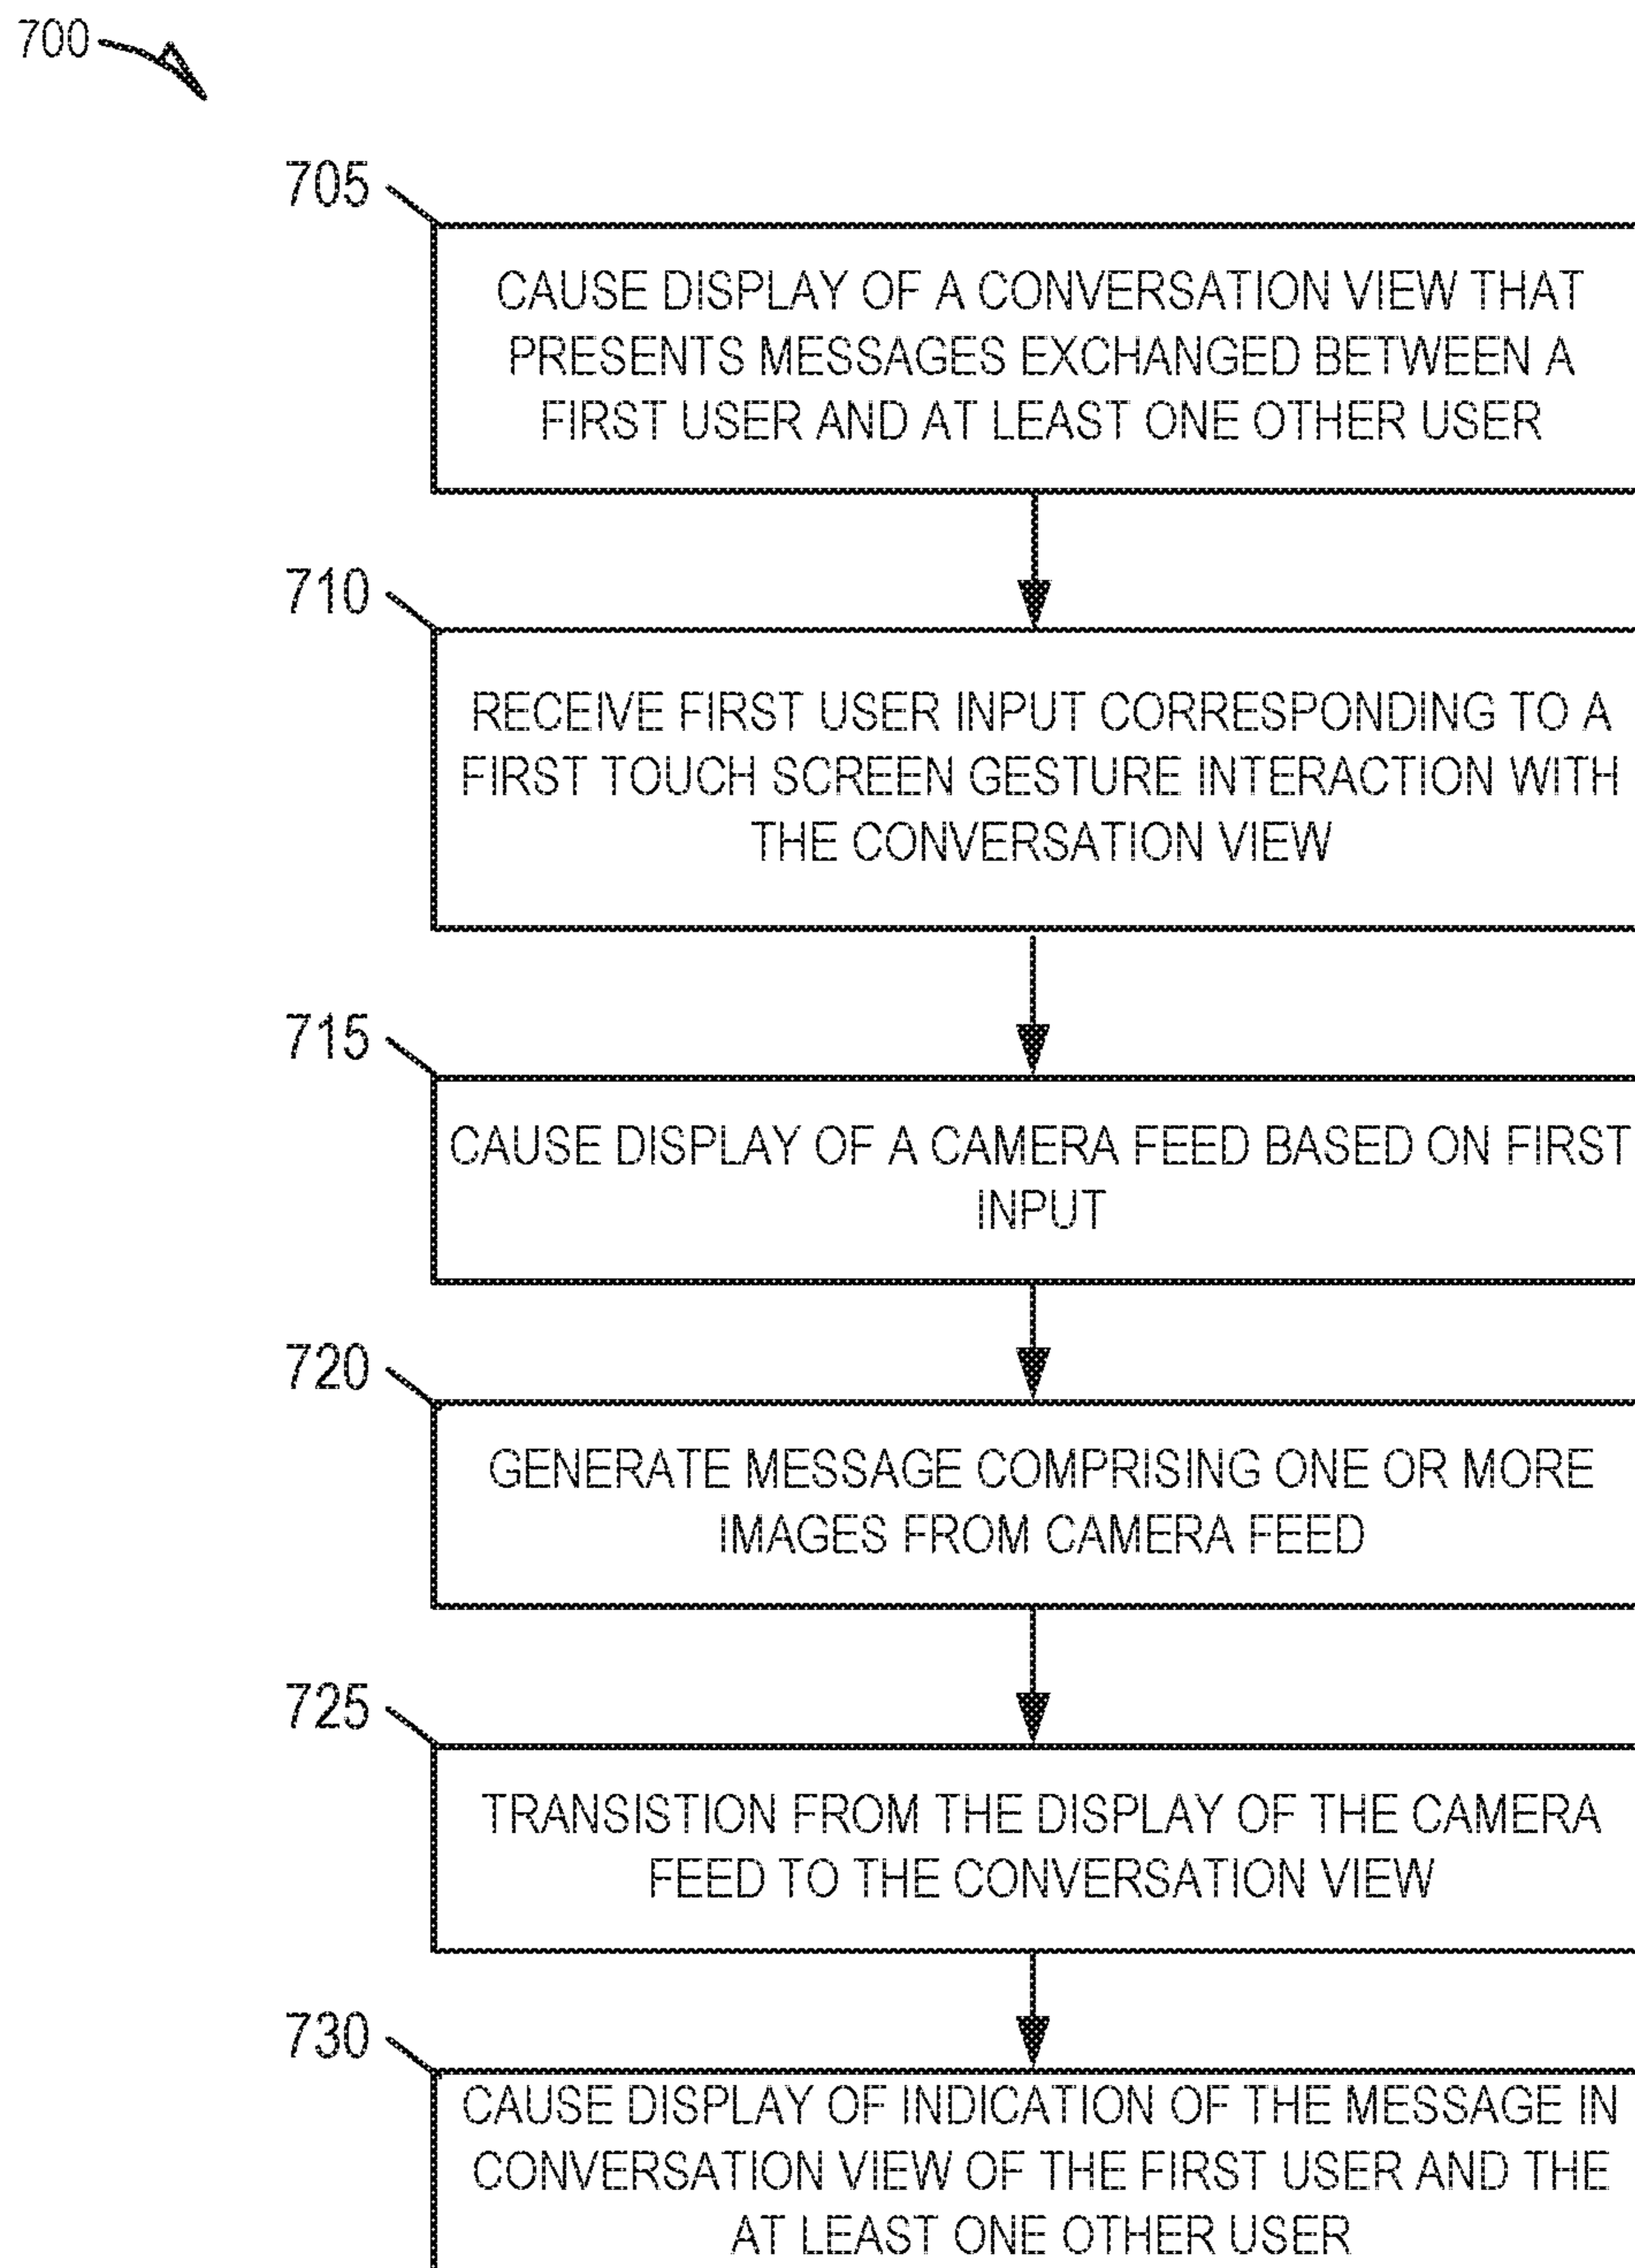 700
705
CAUSE DISPLAY OF A CONVERSATION VIEW THAT
PRESENTS MESSAGES EXCHANGED BETWEEN A
FIRST USER AND AT LEAST ONE OTHER USER
710
RECEIVE FIRST USER INPUT CORRESPONDING TO A
FIRST TOUCH SCREEN GESTURE INTERACTION WITH
THE CONVERSATION VIEW
715
CAUSE DISPLAY OF A CAMERA FEED BASED ON FIRST
INPUT
720
GENERATE MESSAGE COMPRISING ONE OR MORE
IMAGES FROM CAMERA FEED
725
TRANSISTION FROM THE DISPLAY OF THE CAMERA
FEED TO THE CONVERSATION VIEW
730
CAUSE DISPLAY OF INDICATION OF THE MESSAGE IN
CONVERSATION VIEW OF THE FIRST USER AND THE
AT LEAST ONE OTHER USER